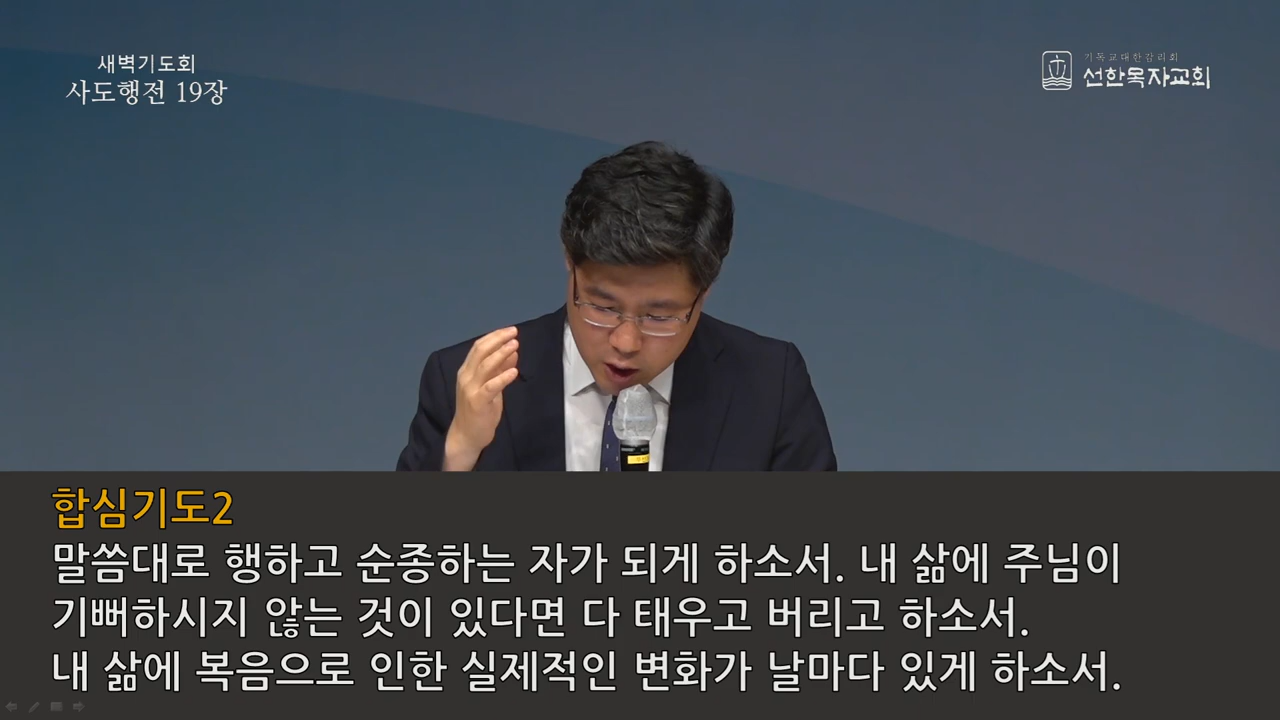 새벽기도회
사도행전 19장
기독교대한감리회
선한목자교회
합심기도2
말씀대로 행하고 순종하는 자가 되게 하소서. 내 삶에 주님이
기뻐하시지 않는 것이 있다면 다 태우고 버리고 하소서.
내 삶에 복음으로 인한 실제적인 변화가 날마다 있게 하소서.